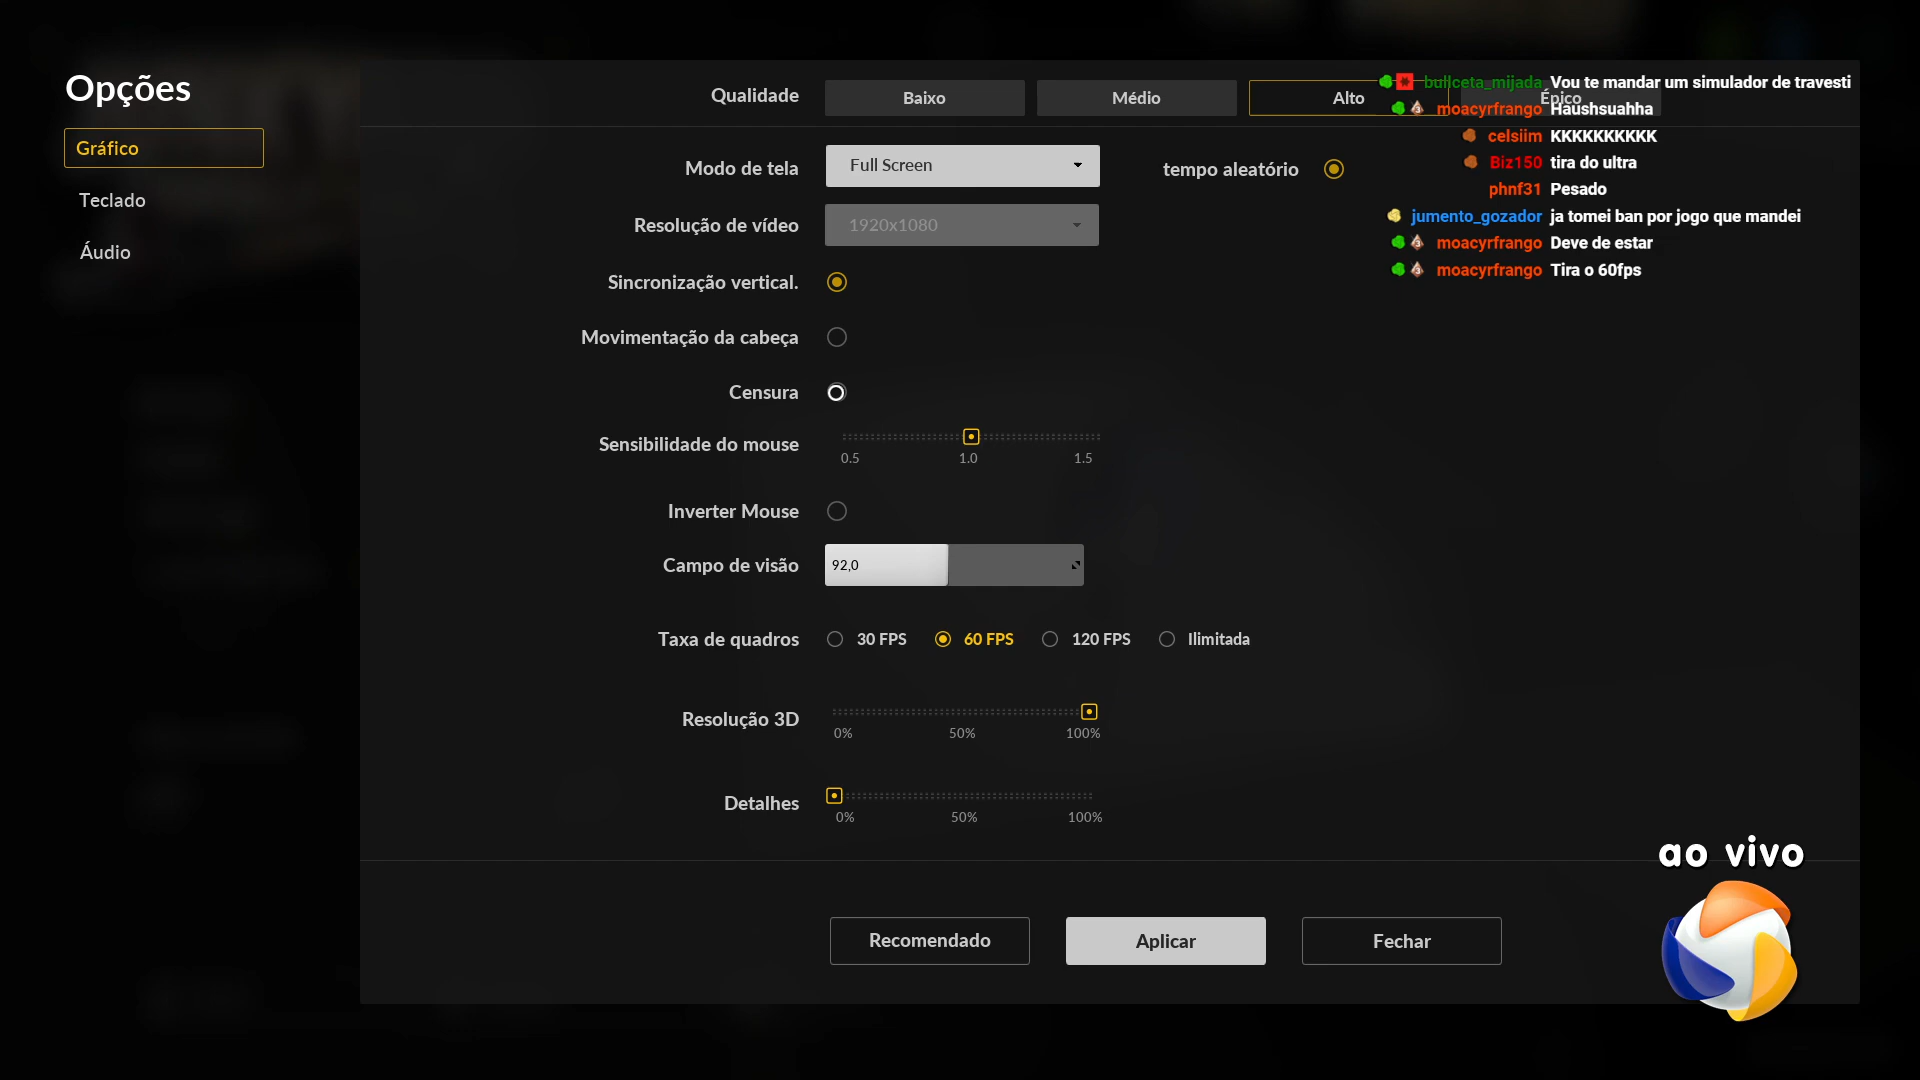 Opções
Gráfico
Teclado
Áudio
Qualidade Baixo Médio Alto Épico
Modo de tela Full Screen tempo aleatório
Resolução de vídeo 1920x1080
Sincronização vertical.
Movimentação da cabeça
Censura
Sensibilidade do mouse
0.5 1.0 1.5
Inverter Mouse
Campo de visão 92,0
Taxa de quadros 30 FPS 60 FPS 120 FPS Ilimitada
Resolução 3D
0% 50% 100%
Detalhes
0% 50% 100%
Recomendado Aplicar Fechar
bullceta_mijada Vou te mandar um simulador de travesti
moacyrfrango Haushsuahha
celsiim KKKKKKKKKK
Biz150 tira do ultra
phnf31 Pesado
jumento_gozador ja tomei ban por jogo que mandei
moacyrfrango Deve de estar
moacyrfrango Tira o 60fps
ao vivo